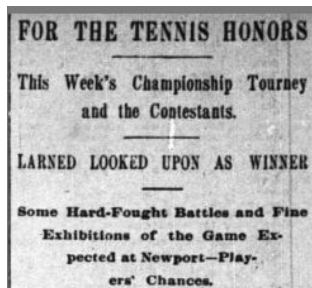 FOR THE TENNIS HONORS
This Week's Championship Tourney
and the Contestants.
LARNED LOOKED UPON AS WINNER
Some Hard-Fought Battles and Fine
Exhibitions of the Game Ex-
pected at Newport—Play-
ers' Chances.